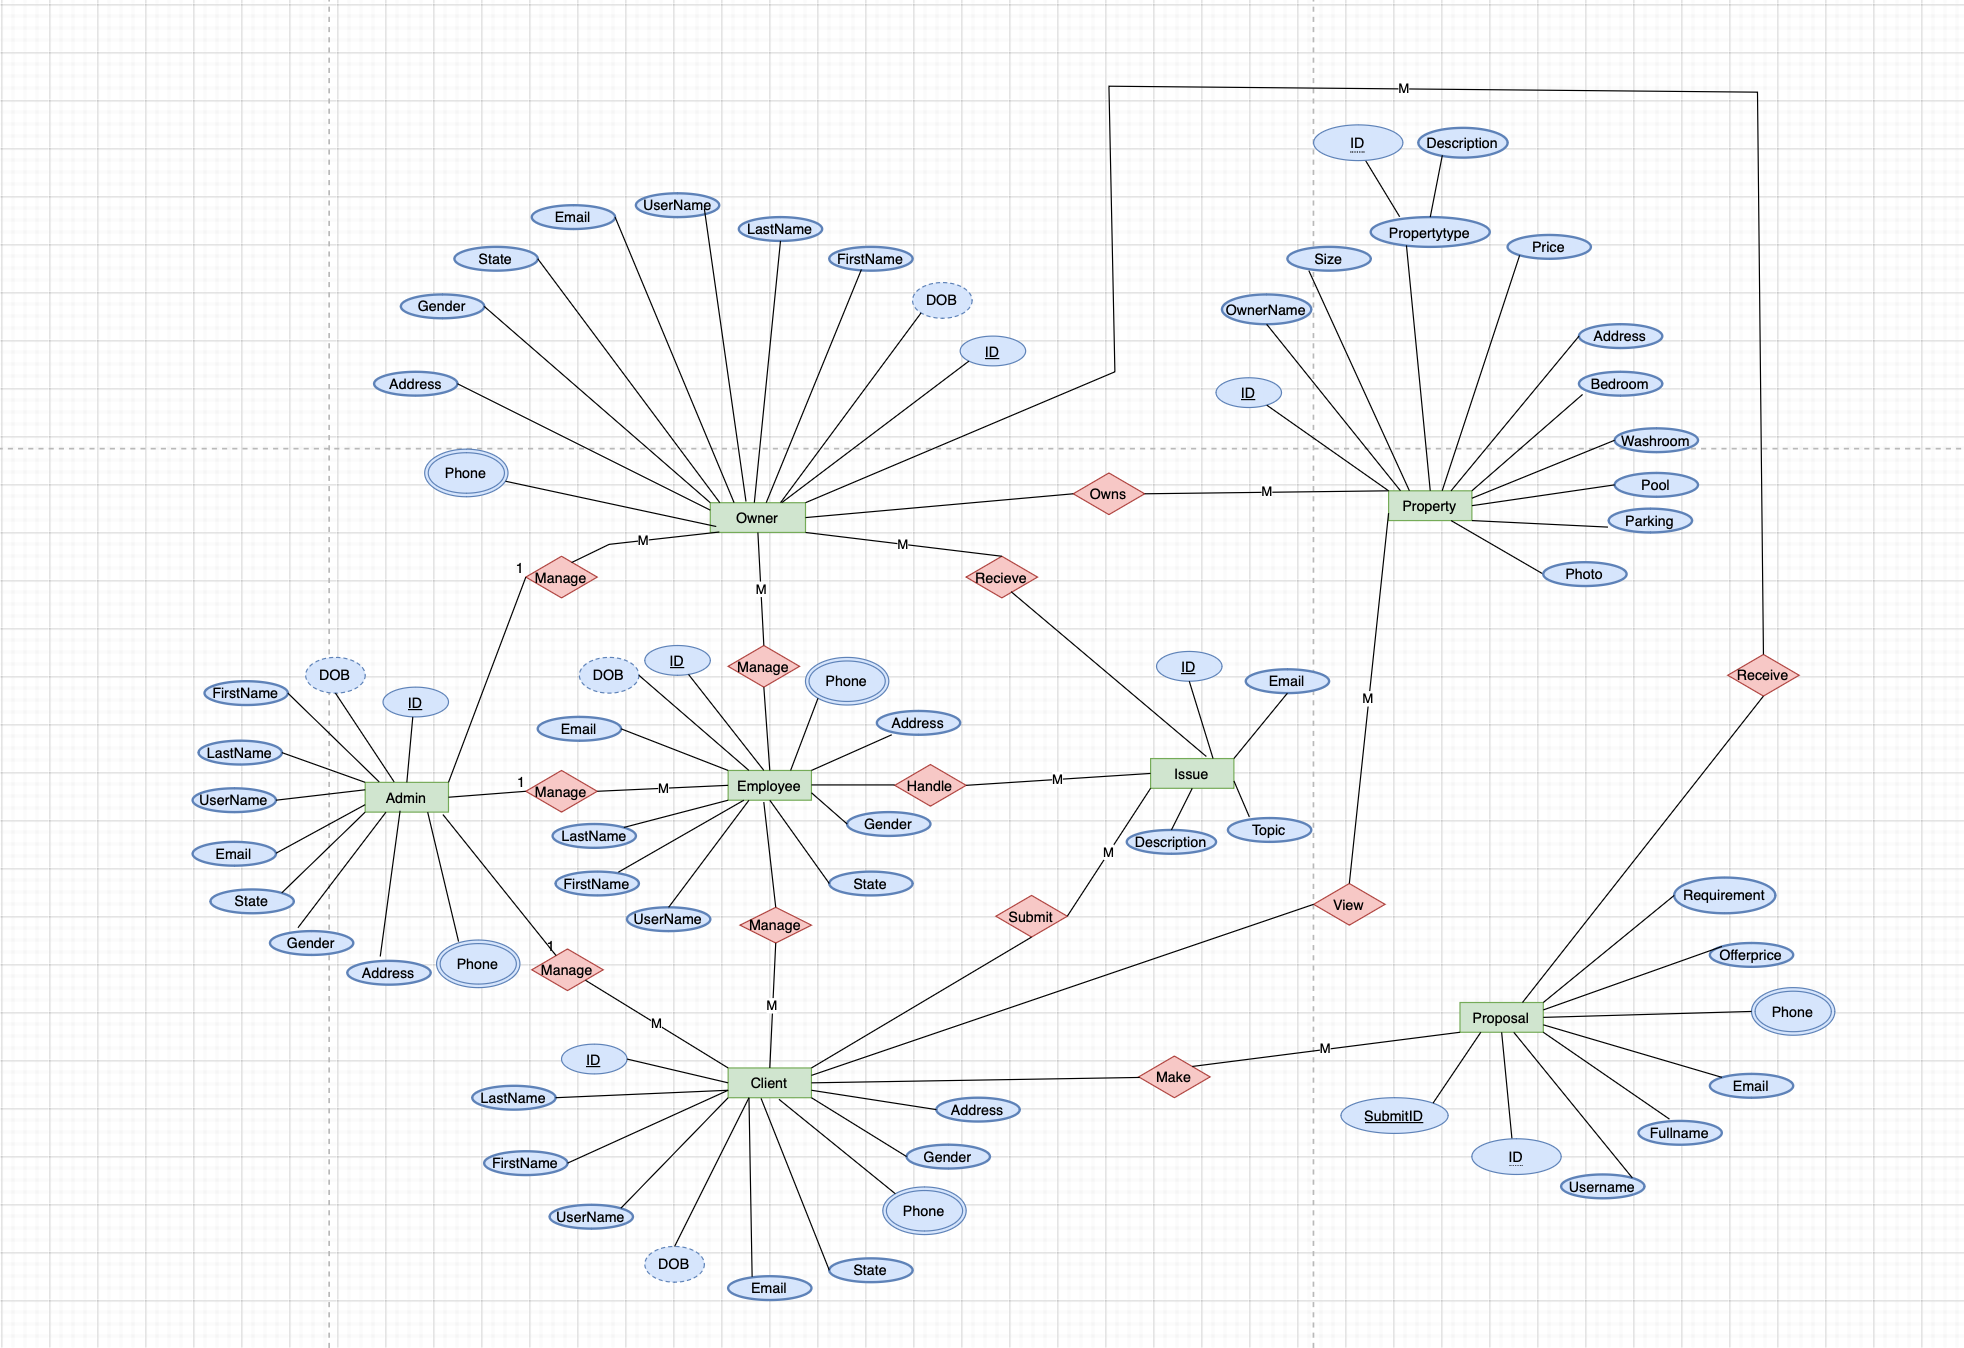 M
ID
Description
UserName
Email
LastName
Propertytype
State
FirstName
Size
Price
DOB
Gender
OwnerName
Address
ID
Address
Bedroom
ID
Washroom
Phone
Pool
Owns
M
Property
Owner
Parking
M
M
1
Manage
M
Recieve
Photo
DOB
ID
Manage
ID
Email
Receive
DOB
Phone
FirstName
ID
M
Email
Address
LastName
Issue
1
M
Employee
Handle
M
Manage
UserName
Admin
Gender
Topic
LastName
Description
Email
M
FirstName
State
State
UserName
Submit
View
Requirement
Manage
Gender
1
Offerprice
Address
Phone
Manage
M
Phone
M
Proposal
ID
M
Client
Make
LastName
Address
Email
SubmitID
Fullname
FirstName
Gender
ID
Username
UserName
Phone
DOB
State
Email